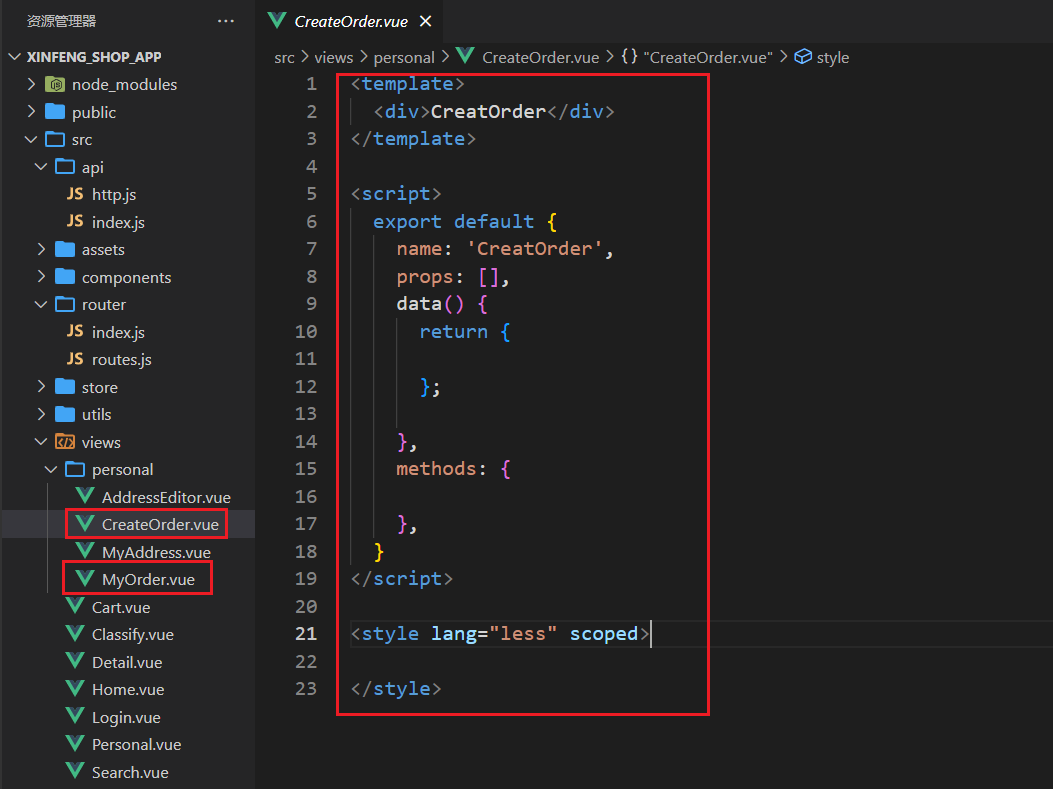 资源管理器 ...
XINFENG_SHOP_APP
node_modules
public
src
api
JS http.js
JS index.js
assets
components
router
JS index.js
JS routes.js
store
utils
views
personal
AddressEditor.vue
CreateOrder.vue
MyAddress.vue
MyOrder.vue
Cart.vue
Classify.vue
Detail.vue
Home.vue
Login.vue
Personal.vue
Search.vue
CreateOrder.vue ×
src > views > personal > CreateOrder.vue > {} "CreateOrder.vue" > style
1 <template>
2 <div>CreatOrder</div>
3 </template>
4
5 <script>
6 export default {
7 name: 'CreatOrder',
8 props: [],
9 data() {
10 return {
11
12 };
13
14 },
15 methods: {
16
17 },
18 }
19 </script>
20
21 <style lang="less" scoped>
22
23 </style>